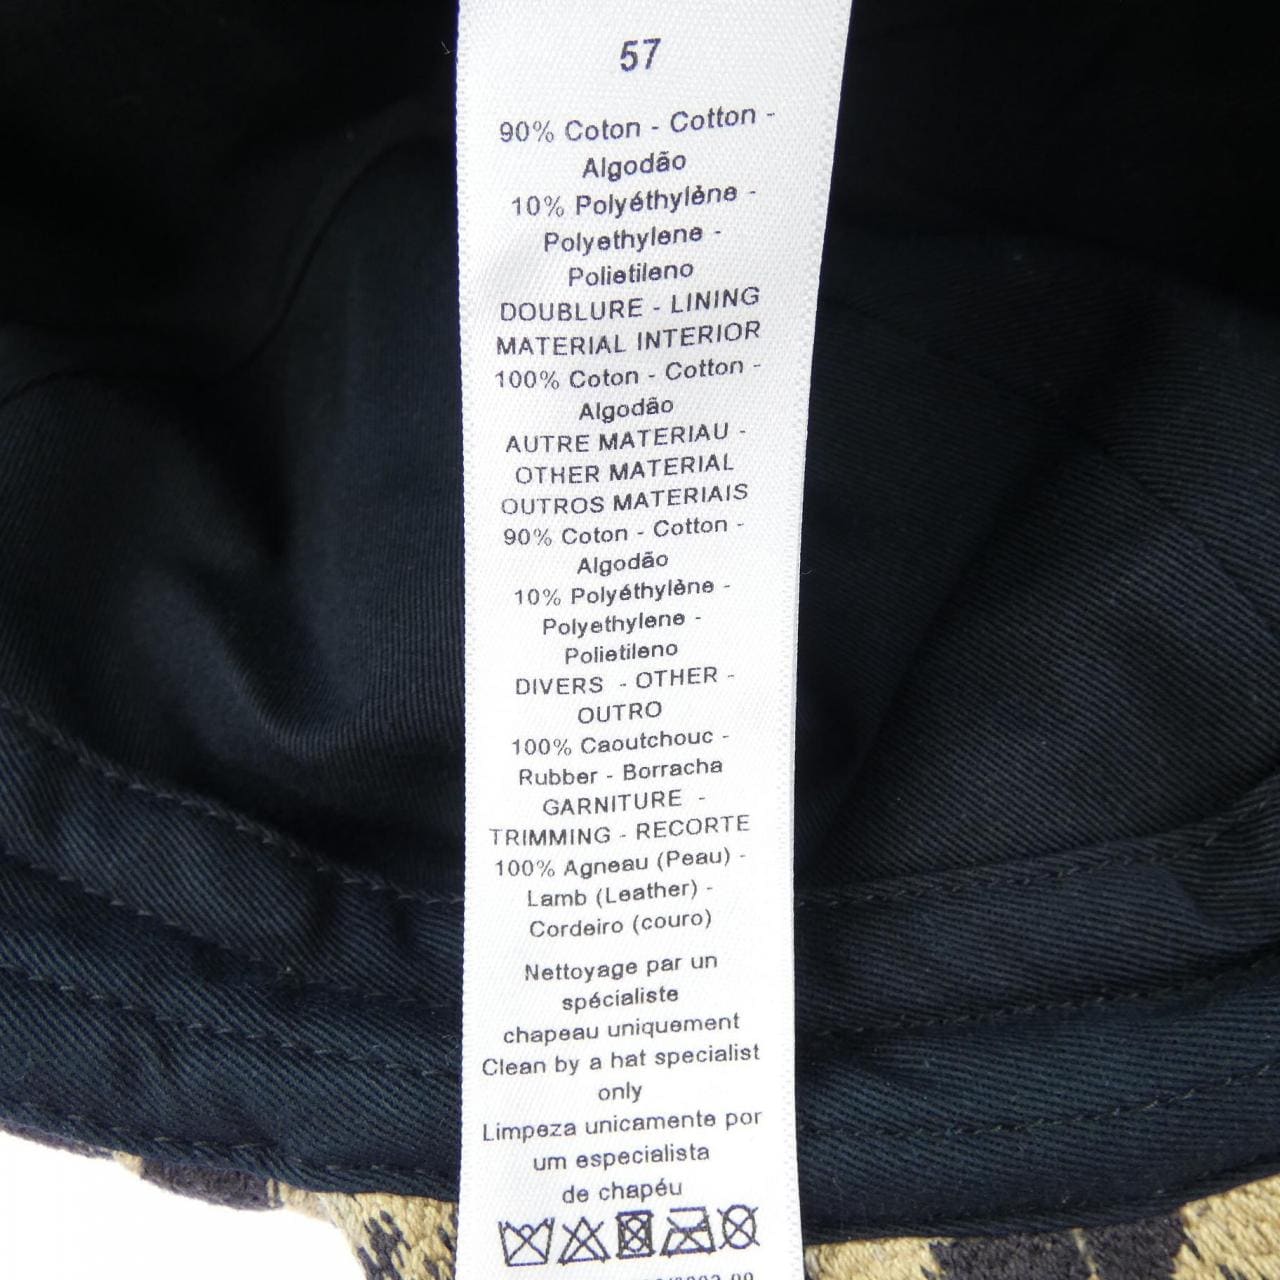 57
90% Coton - Cotton -
Algodão
10% Polyéthylène -
Polyethylene -
Polietileno
DOUBLURE - LINING
MATERIAL INTERIOR
100% Coton - Cotton -
Algodão
AUTRE MATERIAU -
OTHER MATERIAL
OUTROS MATERIAIS
90% Coton - Cotton -
Algodão
10% Polyéthylène -
Polyethylene -
Polietileno
DIVERS - OTHER -
OUTRO
100% Caoutchouc -
Rubber - Borracha
GARNITURE -
TRIMMING - RECORTE
100% Agneau (Peau) -
Lamb (Leather) -
Cordeiro (couro)
Nettoyage par un
spécialiste
chapeau uniquement
Clean by a hat specialist
only
Limpeza unicamente por
um especialista
de chapéu